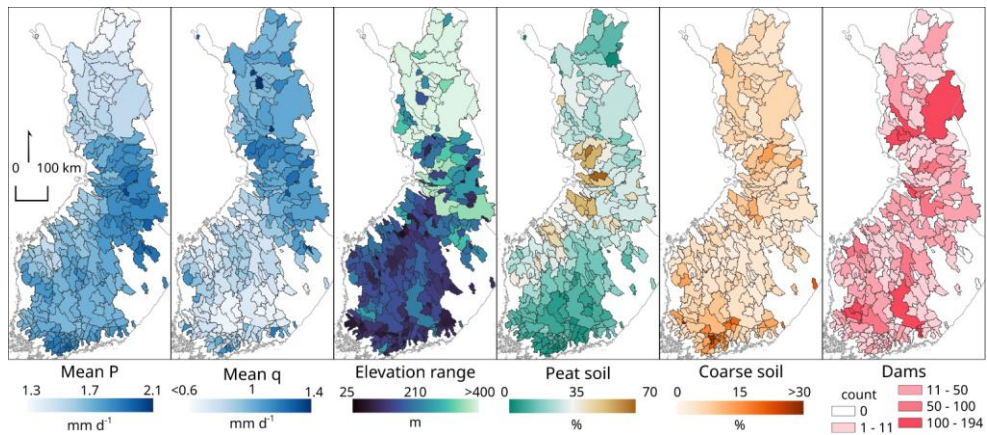 0 100 km
Mean P
1.3 1.7 2.1
mm d⁻¹
Mean q
<0.6 1 1.4
mm d⁻¹
Elevation range
25 210 >400
m
Peat soil
0 35 70
%
Coarse soil
0 15 >30
%
Dams
count
0
1 - 11
11 - 50
50 - 100
100 - 194